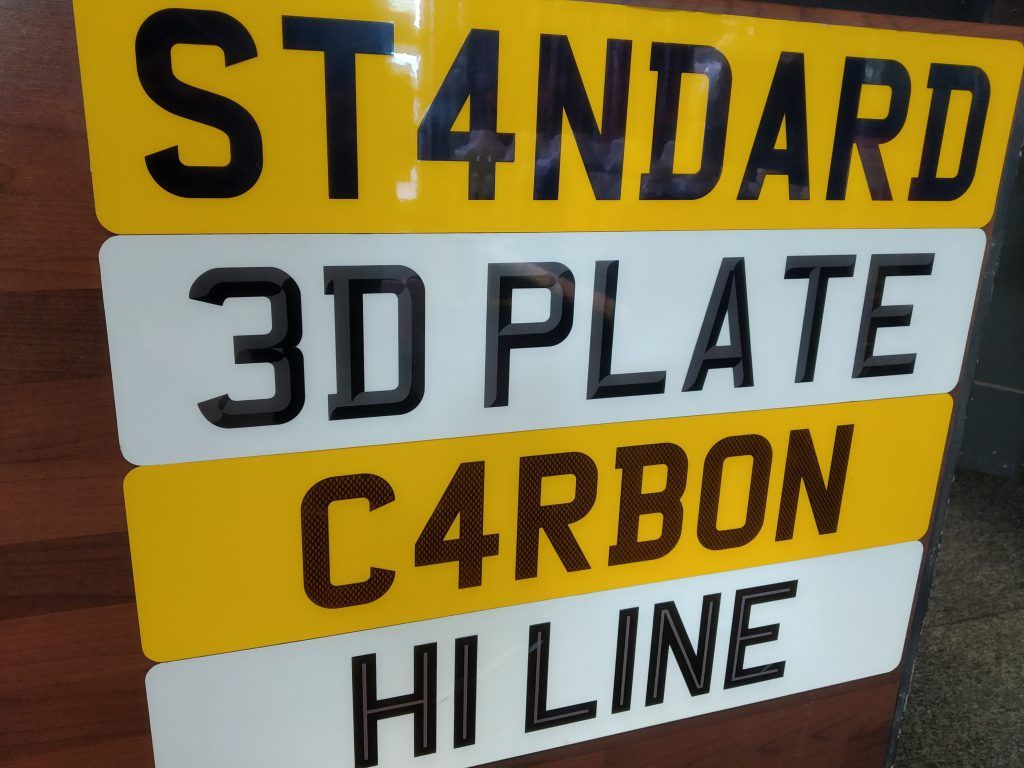 ST4NDARD
3D PLATE
C4RBON
HI LINE